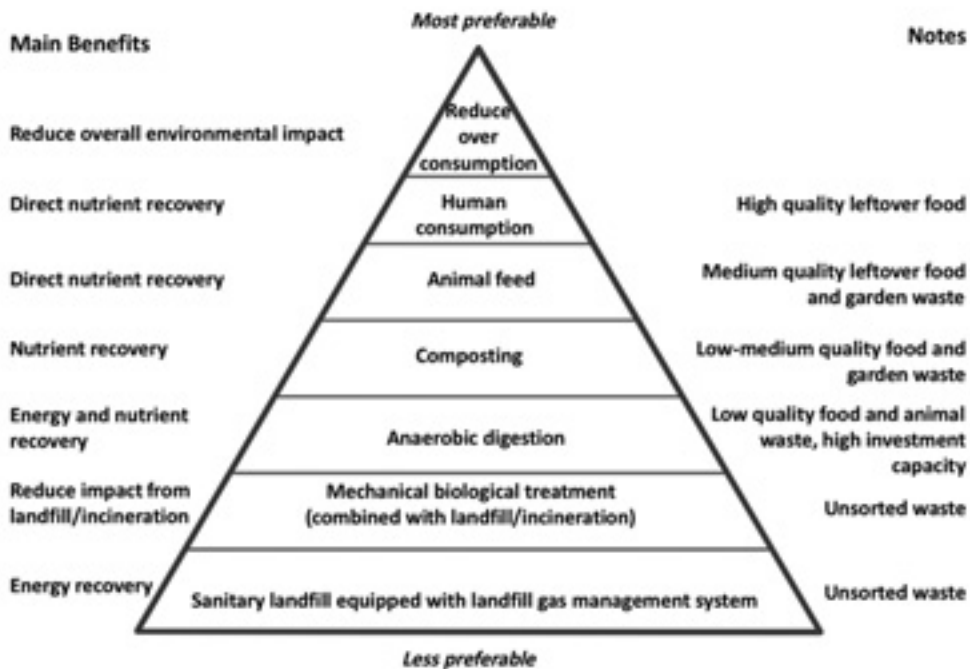 Most preferable
Main Benefits
Notes
Reduce overall environmental impact
Reduce
over
consumption
Direct nutrient recovery
Human
consumption
High quality leftover food
Direct nutrient recovery
Animal feed
Medium quality leftover food
and garden waste
Nutrient recovery
Composting
Low-medium quality food and
garden waste
Energy and nutrient
recovery
Anaerobic digestion
Low quality food and animal
waste, high investment
capacity
Reduce impact from
landfill/incineration
Mechanical biological treatment
(combined with landfill/incineration)
Unsorted waste
Energy recovery
Sanitary landfill equipped with landfill gas management system
Unsorted waste
Less preferable